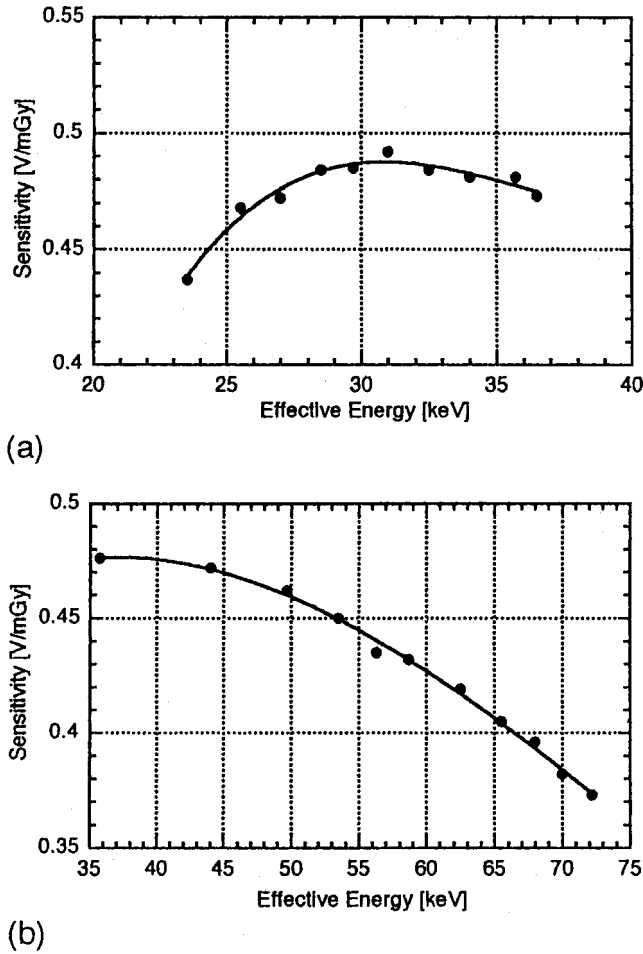 0.55
0.5
0.45
0.4
Sensitivity [V/mGy]
20 25 30 35 40
Effective Energy [keV]
(a)
0.5
0.45
0.4
0.35
Sensitivity [V/mGy]
35 40 45 50 55 60 65 70 75
Effective Energy [keV]
(b)